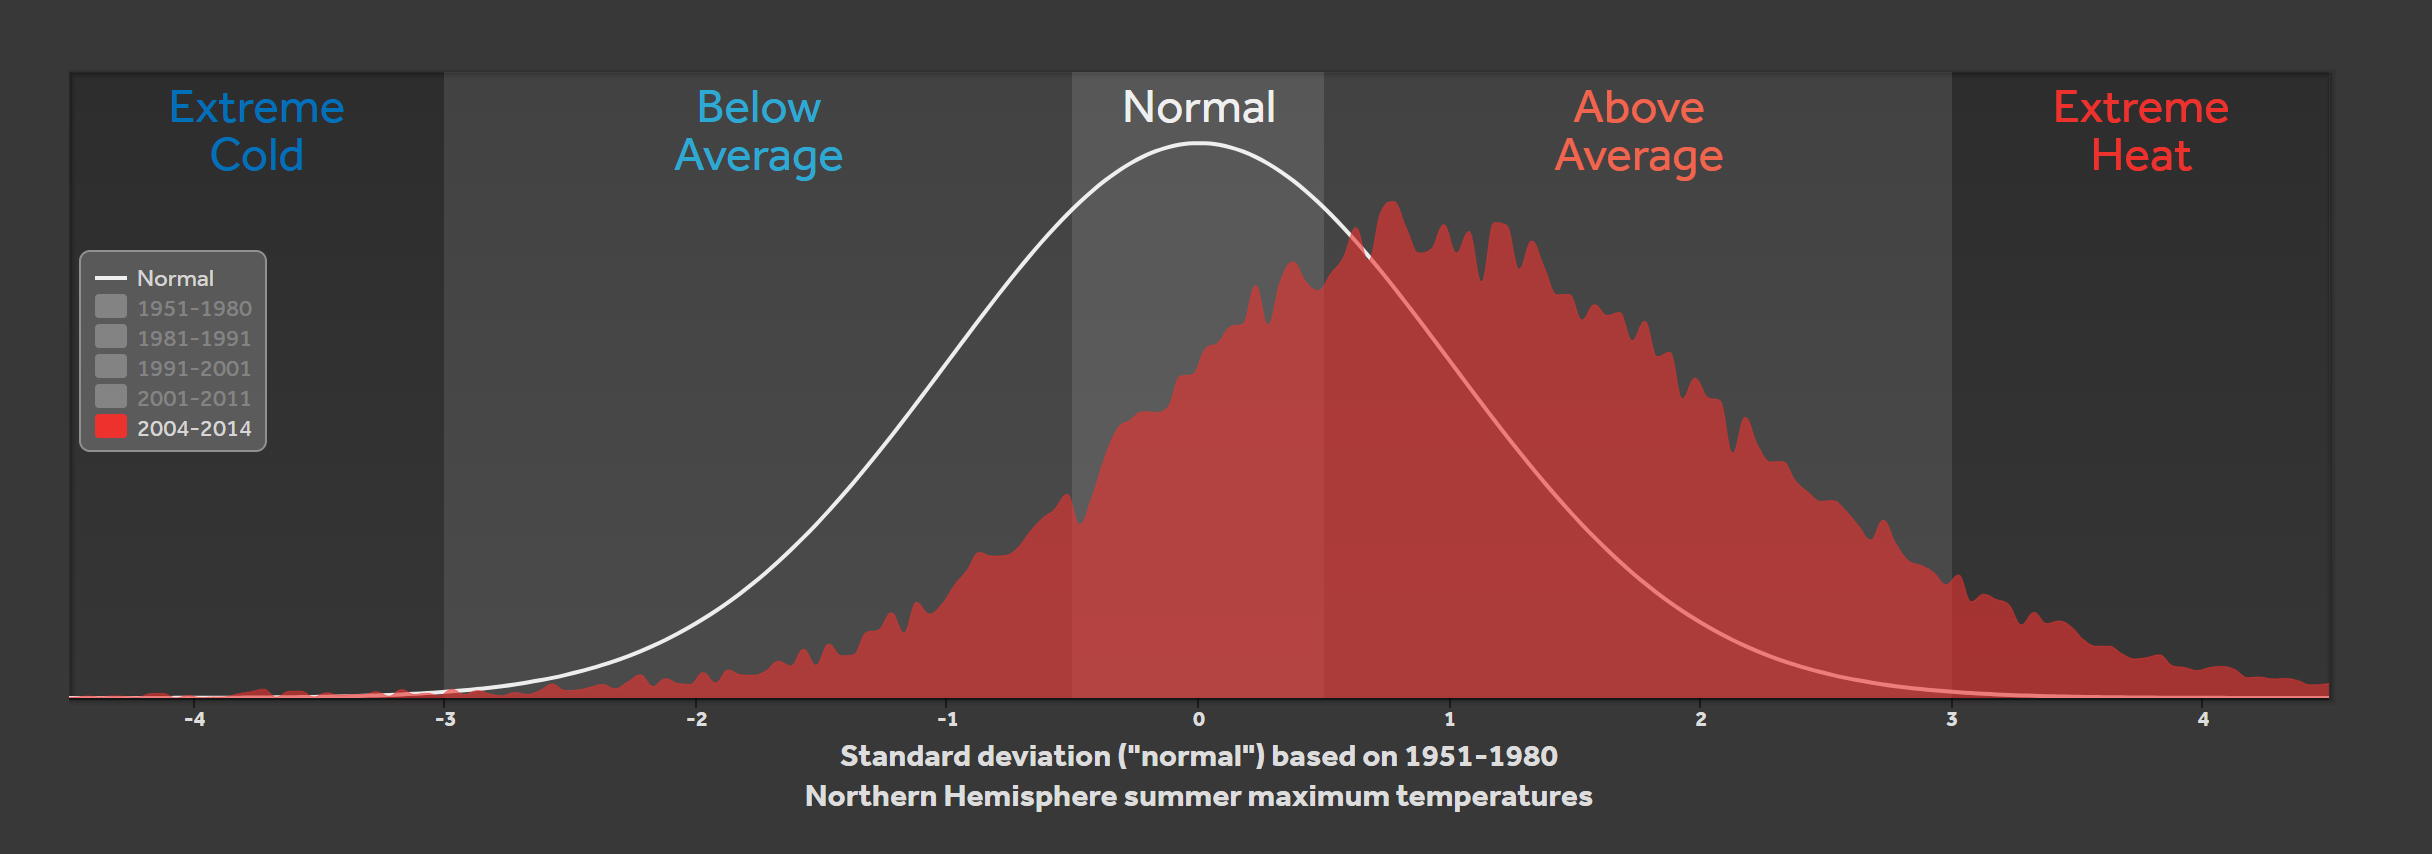 Extreme
Cold
Below
Average
Normal
Above
Average
Extreme
Heat
Normal
1951-1980
1981-1991
1991-2001
2001-2011
2004-2014
-4 -3 -2 -1 0 1 2 3 4
Standard deviation ("normal") based on 1951-1980
Northern Hemisphere summer maximum temperatures